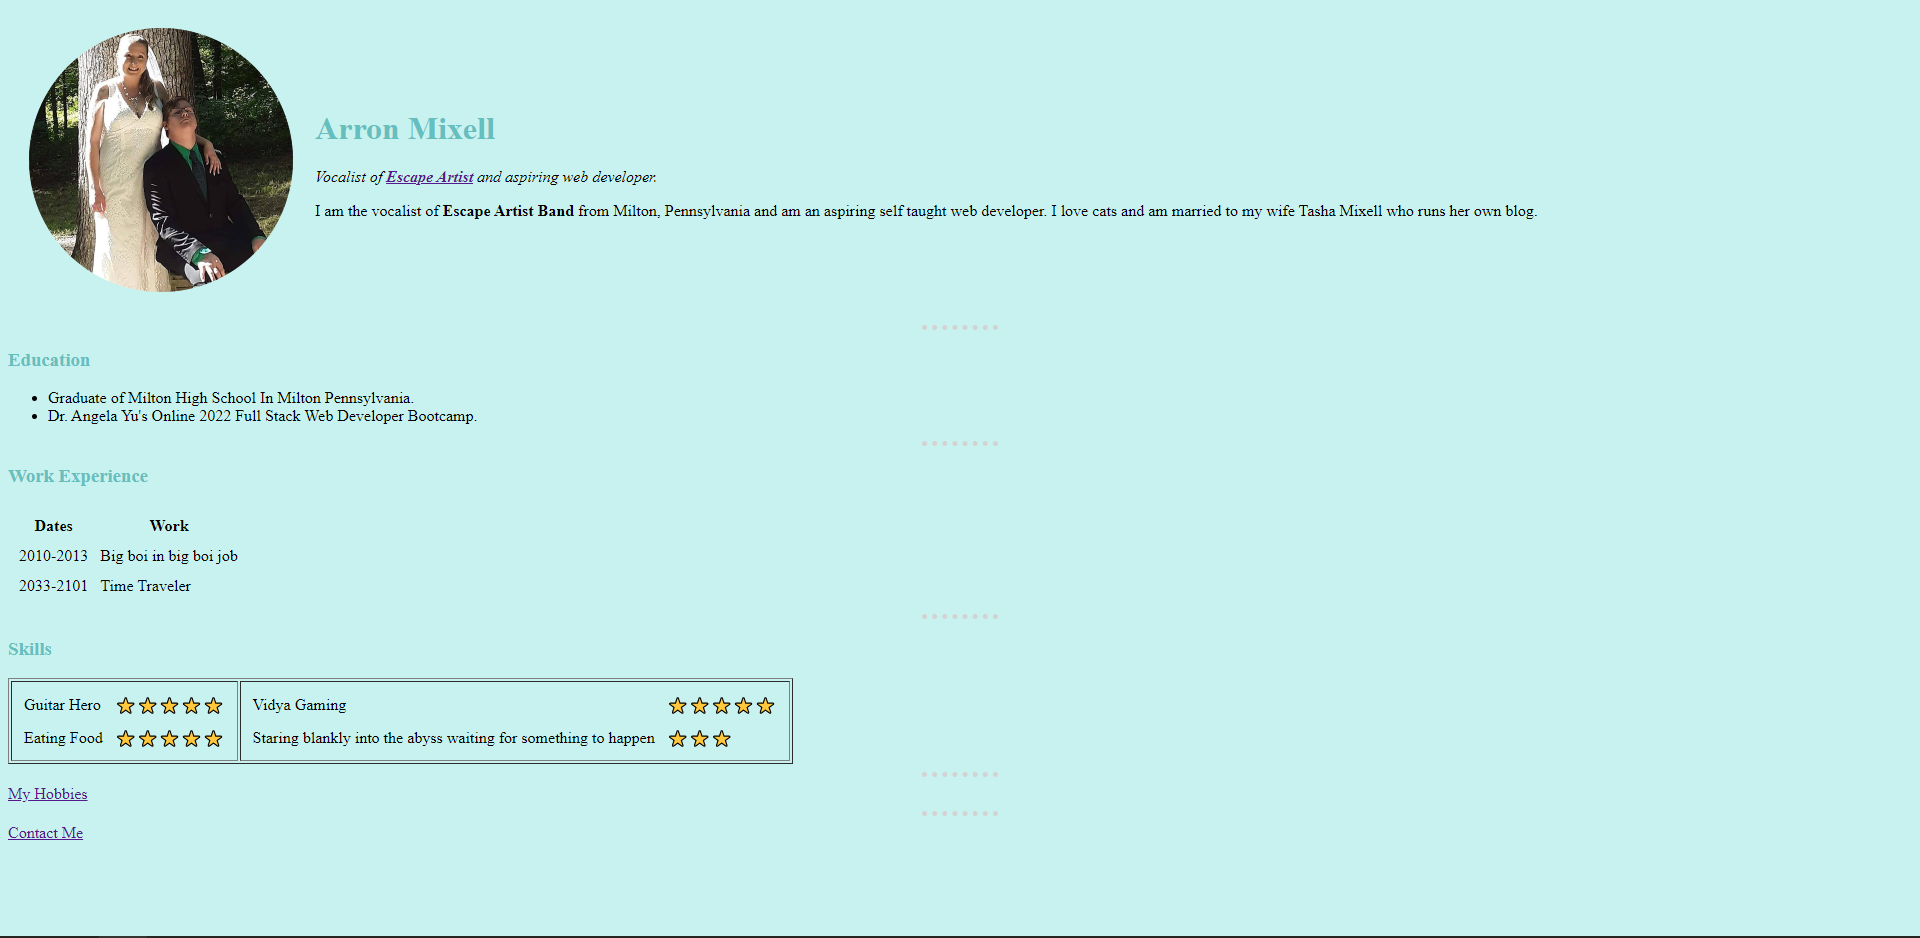 Arron Mixell
Vocalist of Escape Artist and aspiring web developer.
I am the vocalist of Escape Artist Band from Milton, Pennsylvania and am an aspiring self taught web developer. I love cats and am married to my wife Tasha Mixell who runs her own blog.
Education
Graduate of Milton High School In Milton Pennsylvania.
Dr. Angela Yu's Online 2022 Full Stack Web Developer Bootcamp.
Work Experience
Dates Work
2010-2013 Big boi in big boi job
2033-2101 Time Traveler
Skills
Guitar Hero ⭐⭐⭐⭐⭐ Vidya Gaming ⭐⭐⭐⭐⭐
Eating Food ⭐⭐⭐⭐⭐ Staring blankly into the abyss waiting for something to happen ⭐⭐⭐
My Hobbies
Contact Me